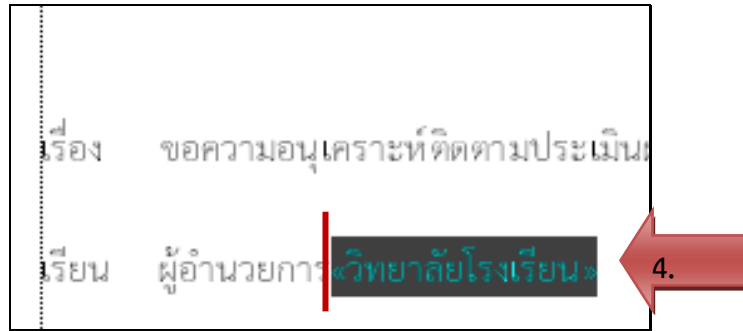 เรื่อง ขอความอนุเคราะห์ติดตามประเมิน
เรียน ผู้อำนวยการ«วิทยาลัยโรงเรียน» 4.